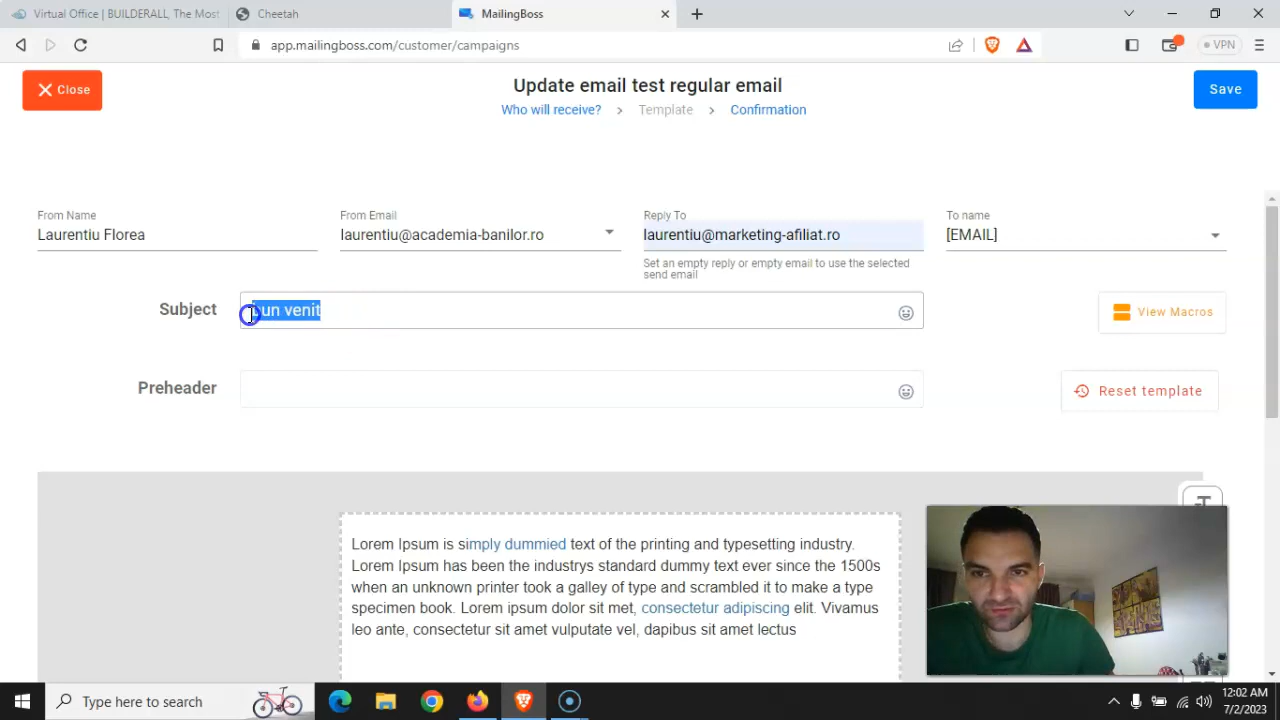 Virtual Office | BUILDERALL, The Most
Cheetah
MailingBoss
app.mailingboss.com/customer/campaigns
VPN
Close
Update email test regular email
Save
Who will receive? > Template > Confirmation
From Name
From Email
Reply To
To name
Laurentiu Florea
laurentiu@academia-banilor.ro
laurentiu@marketing-afiliat.ro
[EMAIL]
Set an empty reply or empty email to use the selected
send email
Subject
bun venit
View Macros
Preheader
Reset template
Lorem Ipsum is simply dummied text of the printing and typesetting industry.
Lorem Ipsum has been the industrys standard dummy text ever since the 1500s
when an unknown printer took a galley of type and scrambled it to make a type
specimen book. Lorem ipsum dolor sit met, consectetur adipiscing elit. Vivamus
leo ante, consectetur sit amet vulputate vel, dapibus sit amet lectus
Type here to search
12:02 AM
7/2/2023